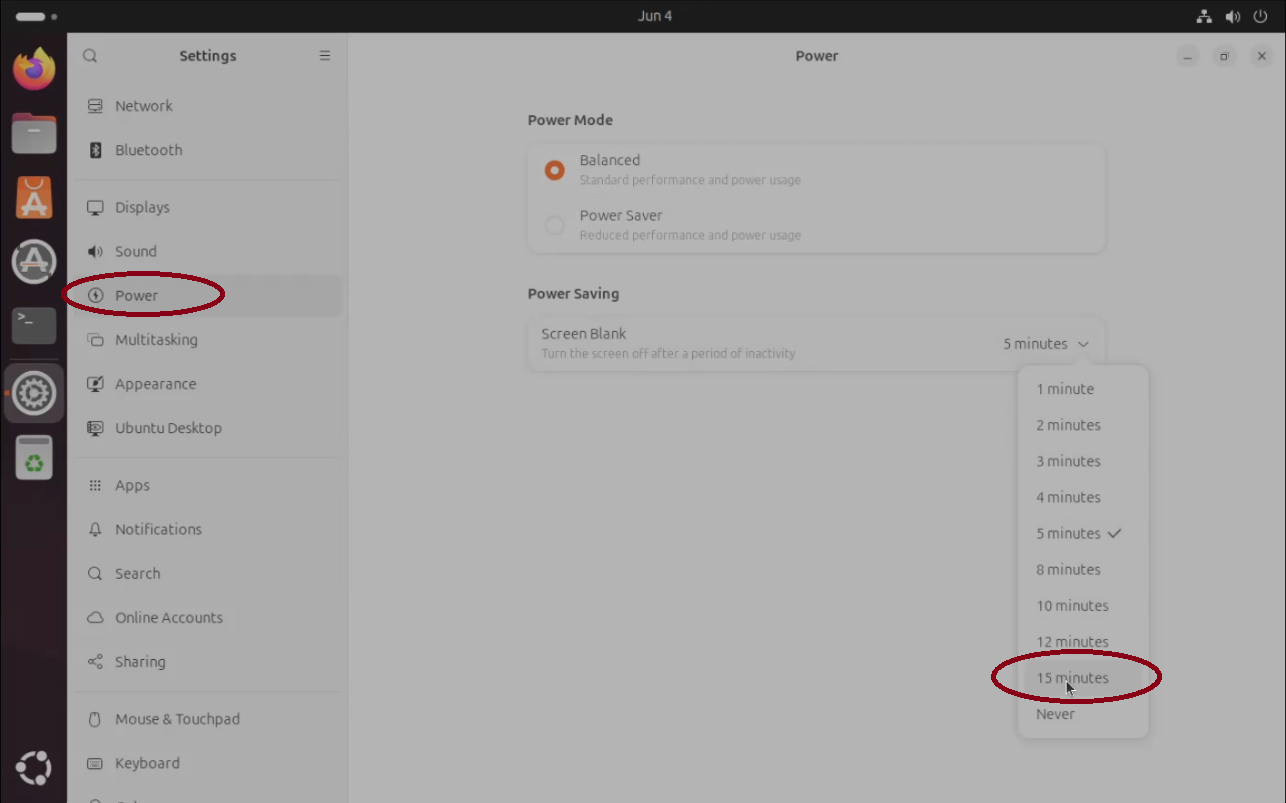 Jun 4
Settings
Power
Network
Bluetooth
Displays
Sound
Power
Multitasking
Appearance
Ubuntu Desktop
Apps
Notifications
Search
Online Accounts
Sharing
Mouse & Touchpad
Keyboard
Power Mode
Balanced
Standard performance and power usage
Power Saver
Reduced performance and power usage
Power Saving
Screen Blank
Turn the screen off after a period of inactivity
5 minutes
1 minute
2 minutes
3 minutes
4 minutes
5 minutes
8 minutes
10 minutes
12 minutes
15 minutes
Never